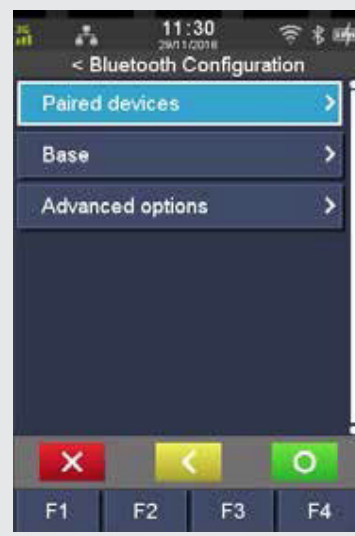 3G
11:30
29/11/2018
< Bluetooth Configuration
Paired devices >
Base >
Advanced options >
F1 F2 F3 F4